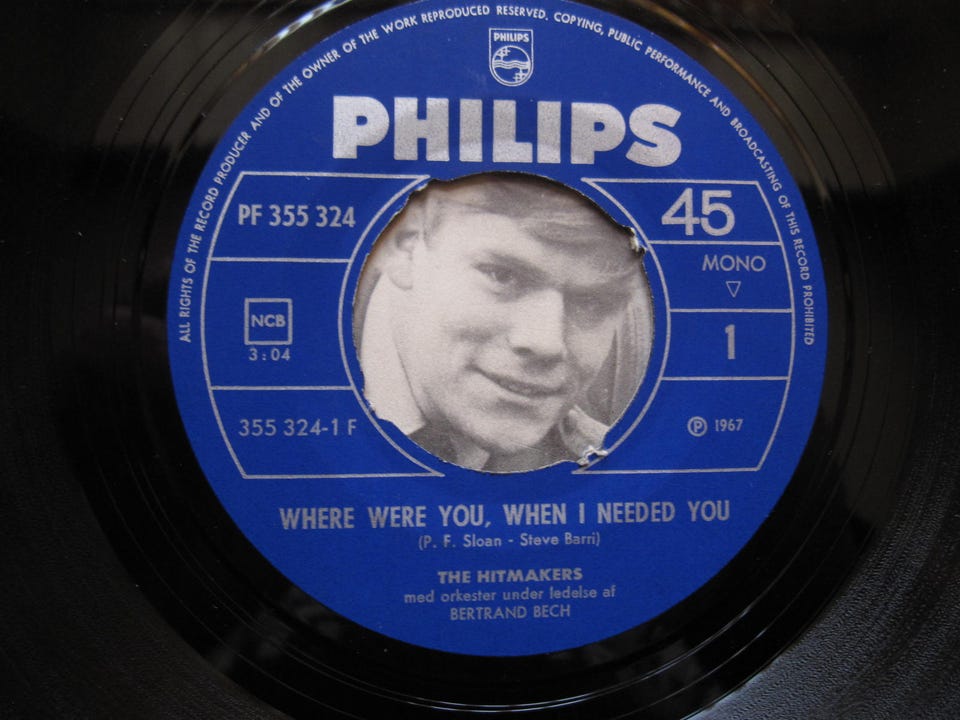 ALL RIGHTS OF THE RECORD PRODUCER AND OF THE OWNER OF THE WORK REPRODUCED RESERVED. COPYING, PUBLIC PERFORMANCE AND BROADCASTING OF THIS RECORD PROHIBITED
PHILIPS
PHILIPS
PF 355 324
45
MONO
NCB
3:04
1
355 324-1 F
℗ 1967
WHERE WERE YOU, WHEN I NEEDED YOU
(P. F. Sloan - Steve Barri)
THE HITMAKERS
med orkester under ledelse af
BERTRAND BECH